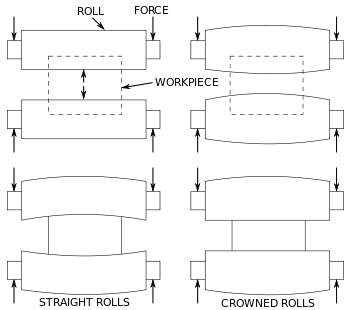 ROLL
FORCE
WORKPIECE
STRAIGHT ROLLS
CROWNED ROLLS